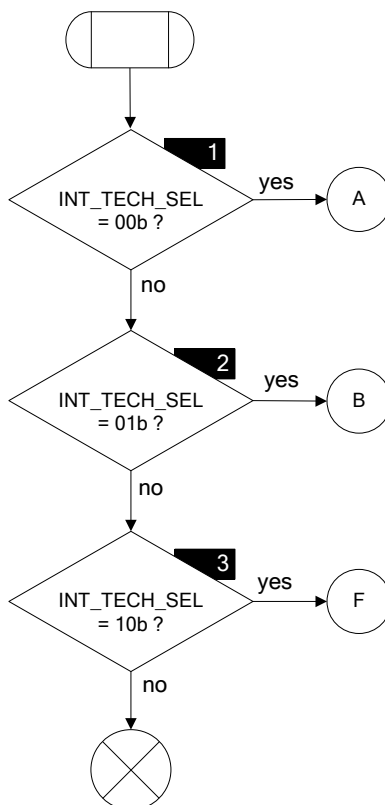 1
INT_TECH_SEL
= 00b ?
yes
A
no
2
INT_TECH_SEL
= 01b ?
yes
B
no
3
INT_TECH_SEL
= 10b ?
yes
F
no